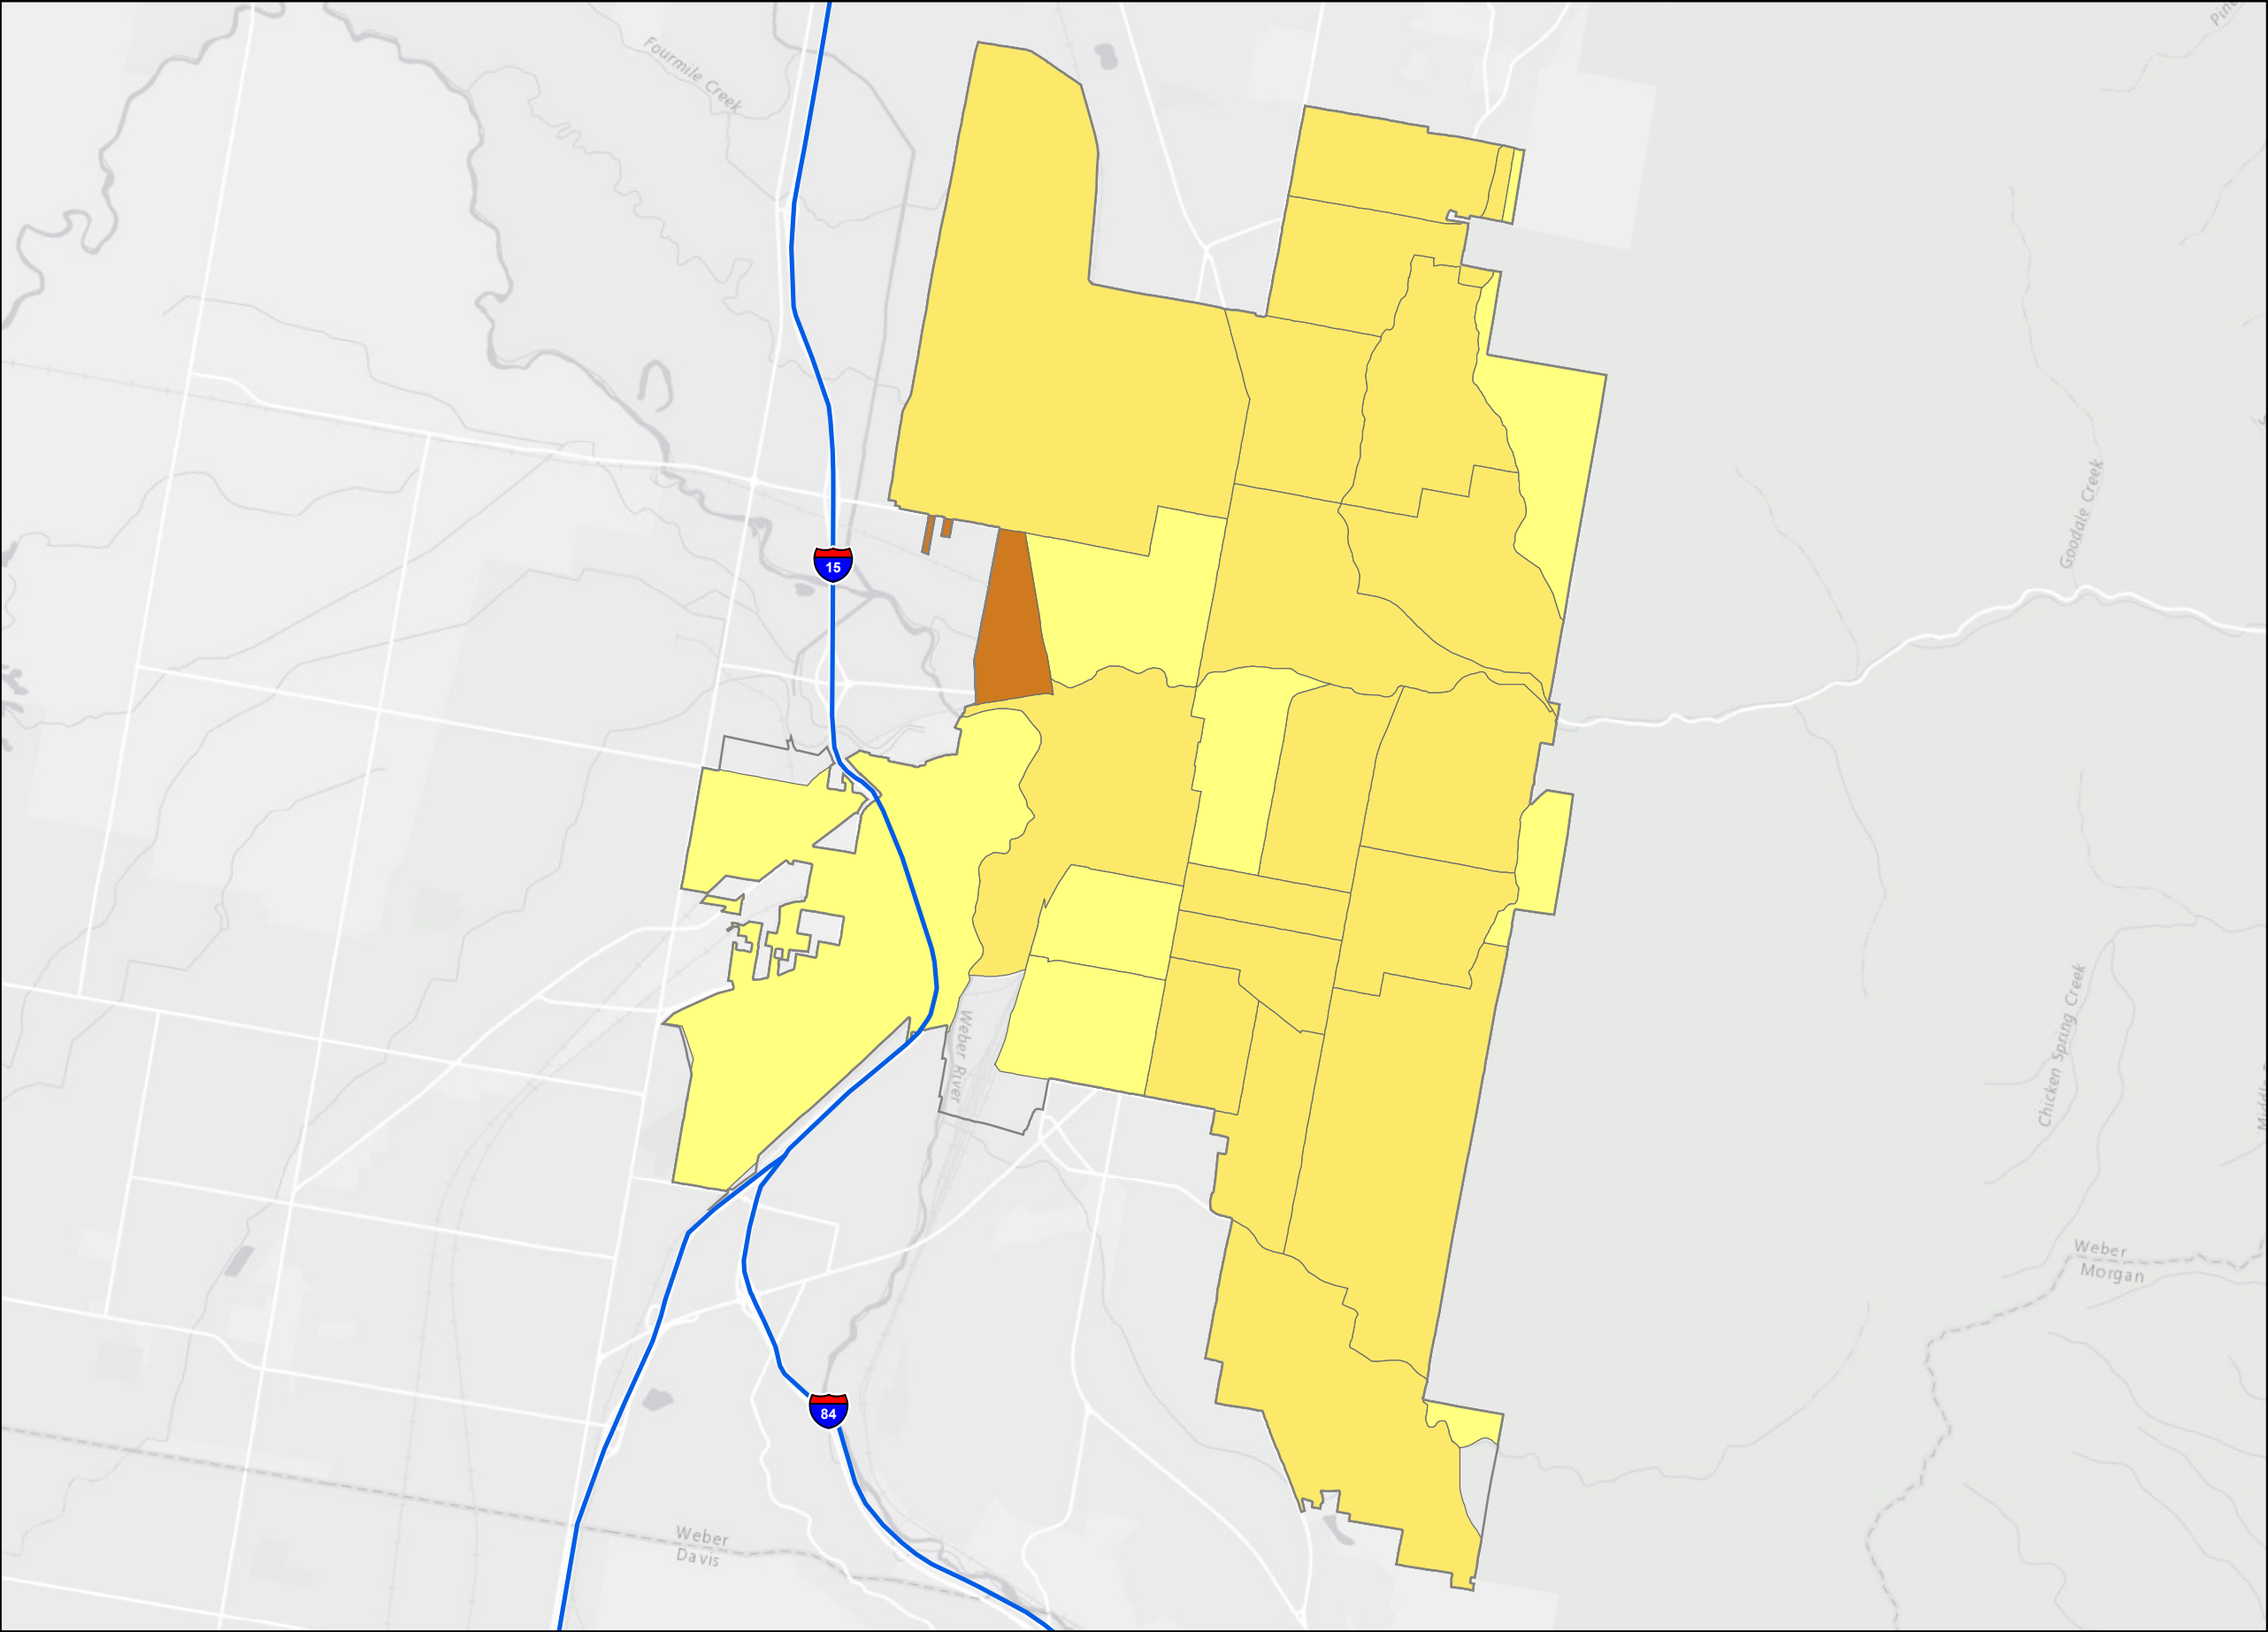 Fourmile Creek
15
Goodale Creek
Weber River
Chicken Spring Creek
Weber
Morgan
84
Weber
Davis